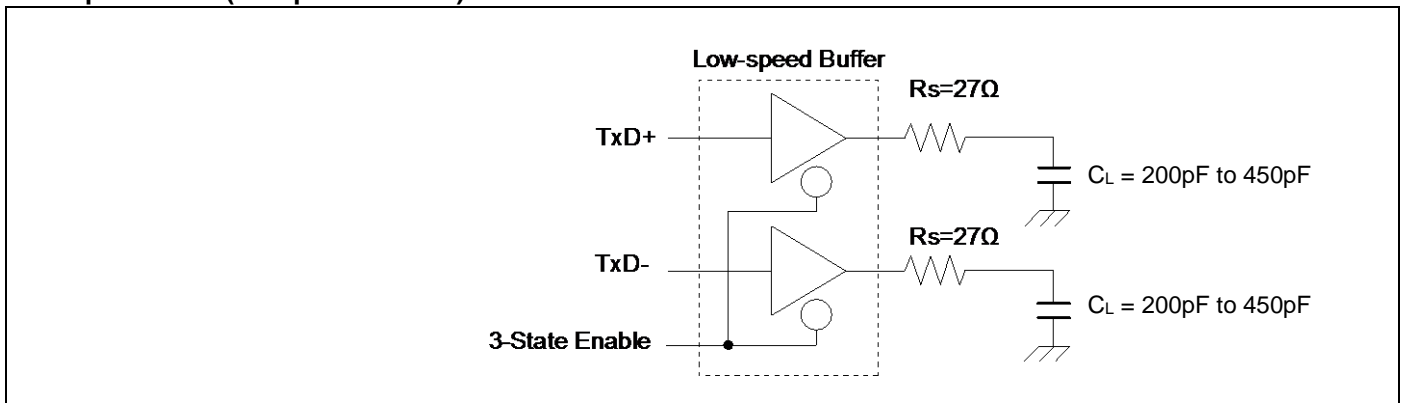 Low-speed Buffer
Rs=27Ω
TxD+
CL = 200pF to 450pF
Rs=27Ω
TxD-
CL = 200pF to 450pF
3-State Enable